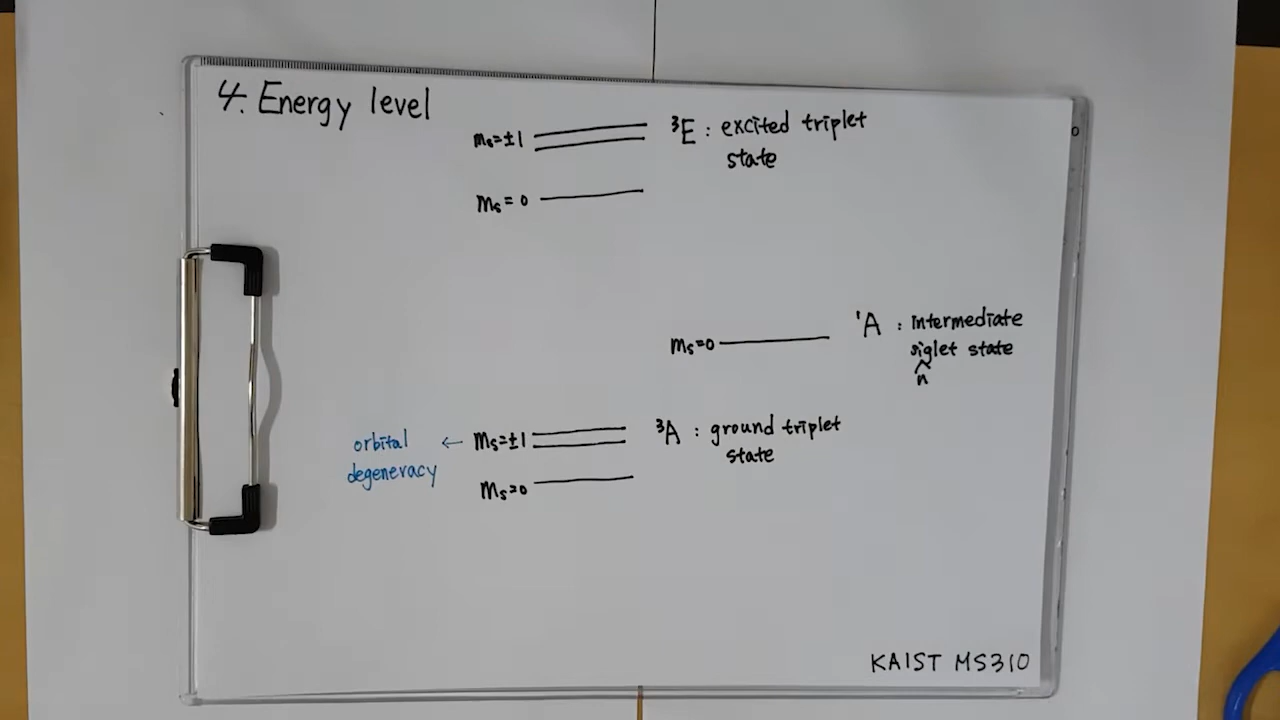 4. Energy level
mₛ=±1
³E : excited triplet
state
mₛ= 0
mₛ=0
¹A : intermediate
siglet state
n
orbital
degeneracy
← mₛ=±1
³A : ground triplet
state
mₛ=0
KAIST MS310